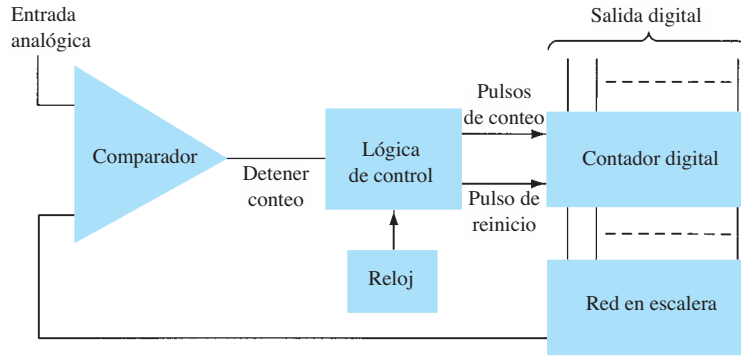 Entrada
analógica
Salida digital
Comparador
Detener
conteo
Lógica
de control
Pulsos
de conteo
Pulso de
reinicio
Contador digital
Reloj
Red en escalera